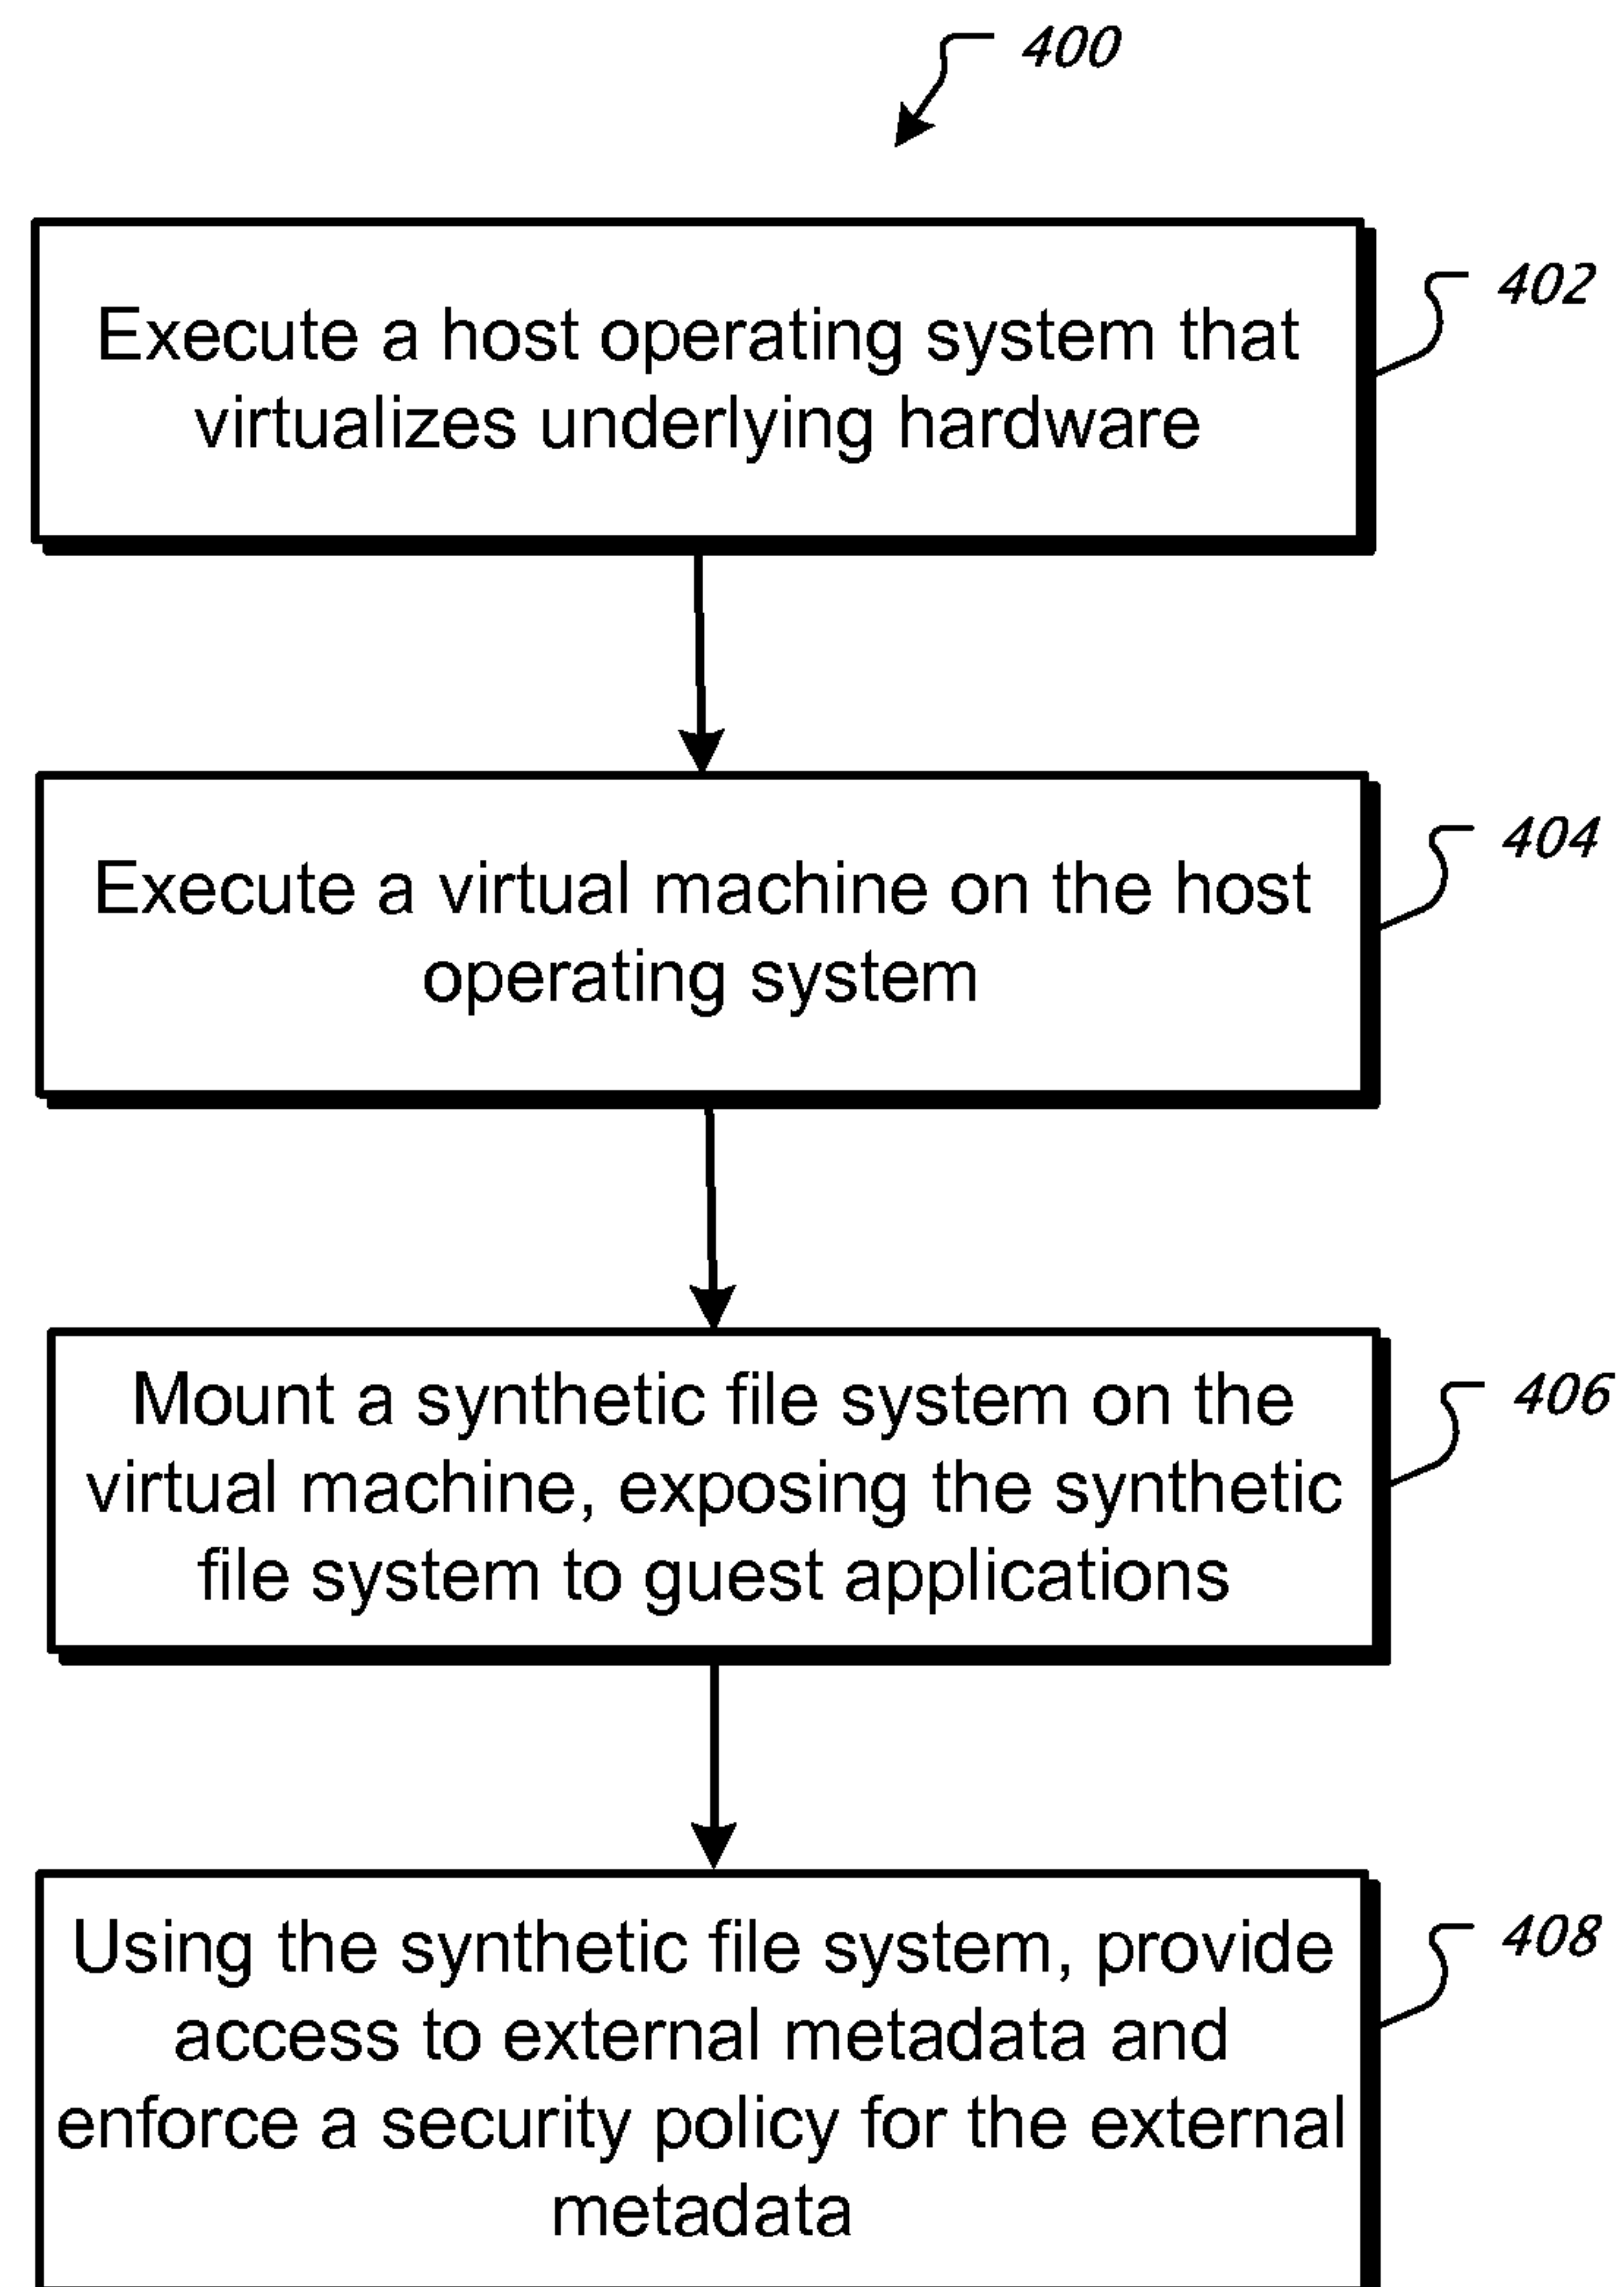 400
Execute a host operating system that
virtualizes underlying hardware
402
Execute a virtual machine on the host
operating system
404
Mount a synthetic file system on the
virtual machine, exposing the synthetic
file system to guest applications
406
Using the synthetic file system, provide
access to external metadata and
enforce a security policy for the external
metadata
408